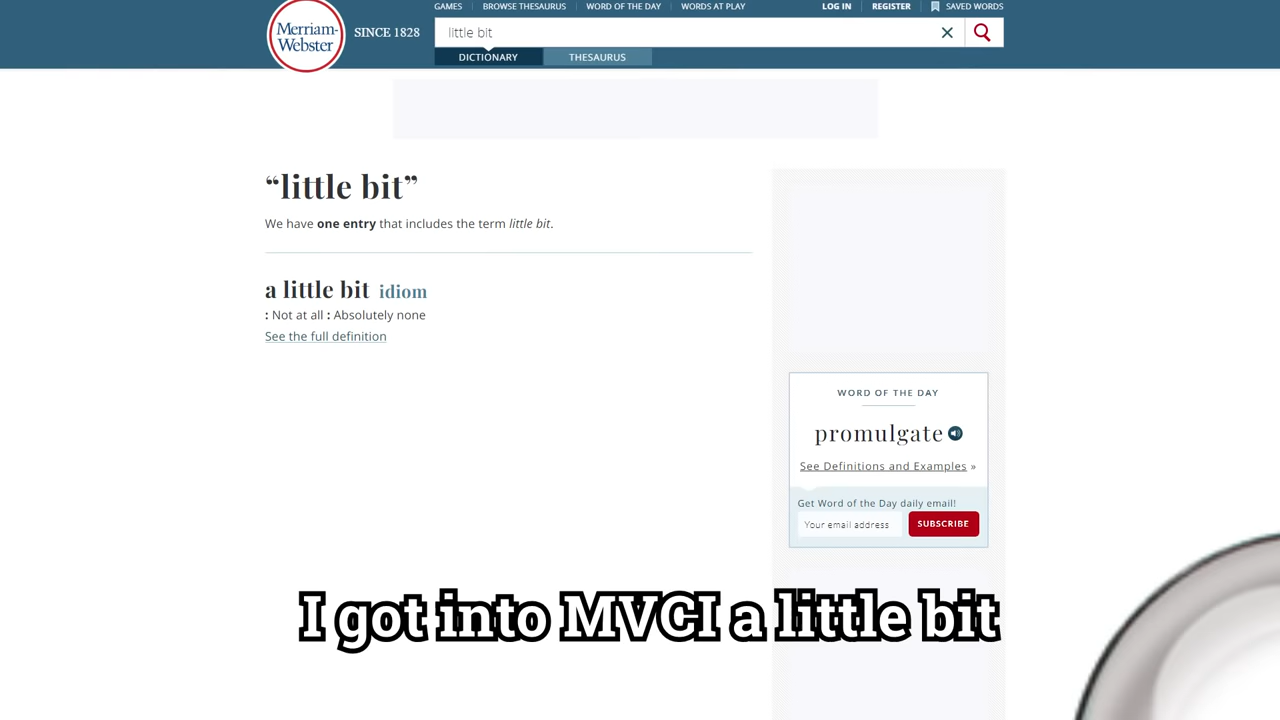 GAMES BROWSE THESAURUS WORD OF THE DAY WORDS AT PLAY LOG IN REGISTER SAVED WORDS
Merriam-
Webster
SINCE 1828
little bit
DICTIONARY THESAURUS
“little bit”
We have one entry that includes the term little bit.
a little bit idiom
: Not at all : Absolutely none
See the full definition
WORD OF THE DAY
promulgate
See Definitions and Examples »
Get Word of the Day daily email!
Your email address SUBSCRIBE
I got into MVCI a little bit